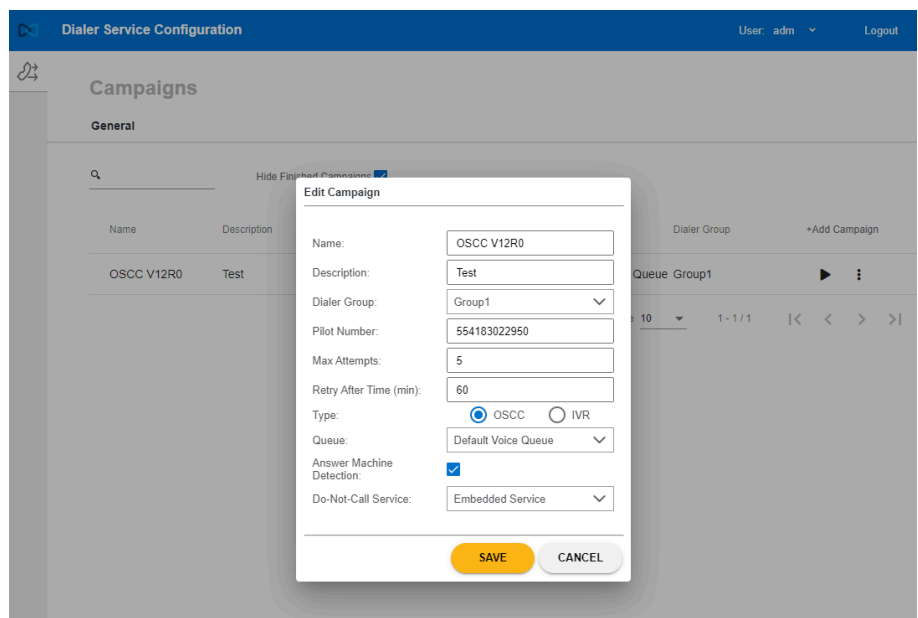 Dialer Service Configuration
User: adm
Logout
Campaigns
General
Hide Finished Campaigns
Edit Campaign
Name
Description
Dialer Group
+Add Campaign
OSCC V12R0
Test
Queue
Group1
10
1 - 1 / 1
Name:
OSCC V12R0
Description:
Test
Dialer Group:
Group1
Pilot Number:
554183022950
Max Attempts:
5
Retry After Time (min):
60
Type:
OSCC
IVR
Queue:
Default Voice Queue
Answer Machine
Detection:
Do-Not-Call Service:
Embedded Service
SAVE
CANCEL